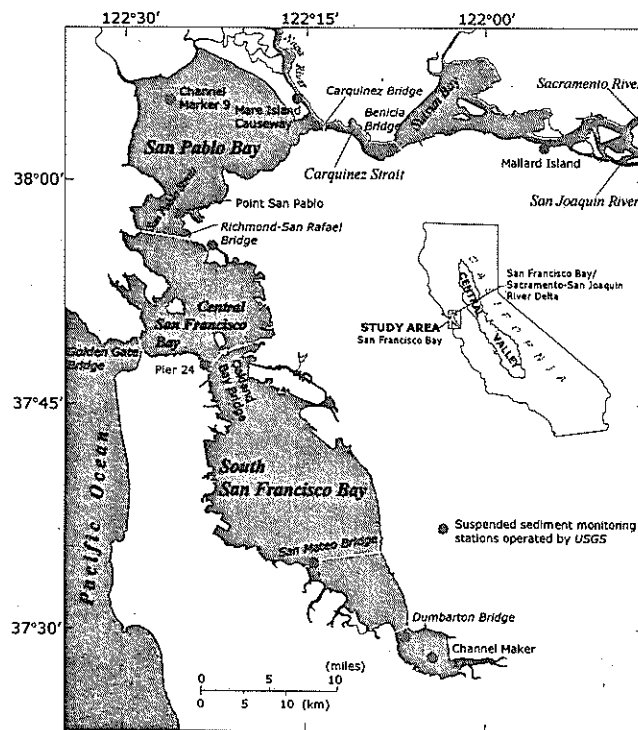 122°30'
122°15'
122°00'
Napa
River
Channel
Marker 9
Mare Island
Causeway
Carquinez Bridge
Benicia
Bridge
Suisun Bay
Sacramento River
San Pablo Bay
Carquinez Strait
Mallard Island
38°00'
San Joaquin River
Point San Pablo
Richmond-San Rafael
Bridge
Central
San Francisco
Bay
Golden Gate
Bridge
Pier 24
Oakland
Bay Bridge
CALIFORNIA
CENTRAL
VALLEY
San Francisco Bay/
Sacramento-San Joaquin
River Delta
STUDY AREA
San Francisco Bay
37°45'
Pacific Ocean
South
San Francisco Bay
Suspended sediment monitoring
stations operated by USGS
San Mateo Bridge
37°30'
Dumbarton Bridge
Channel Maker
(miles)
0 5 10
0 5 10 (km)